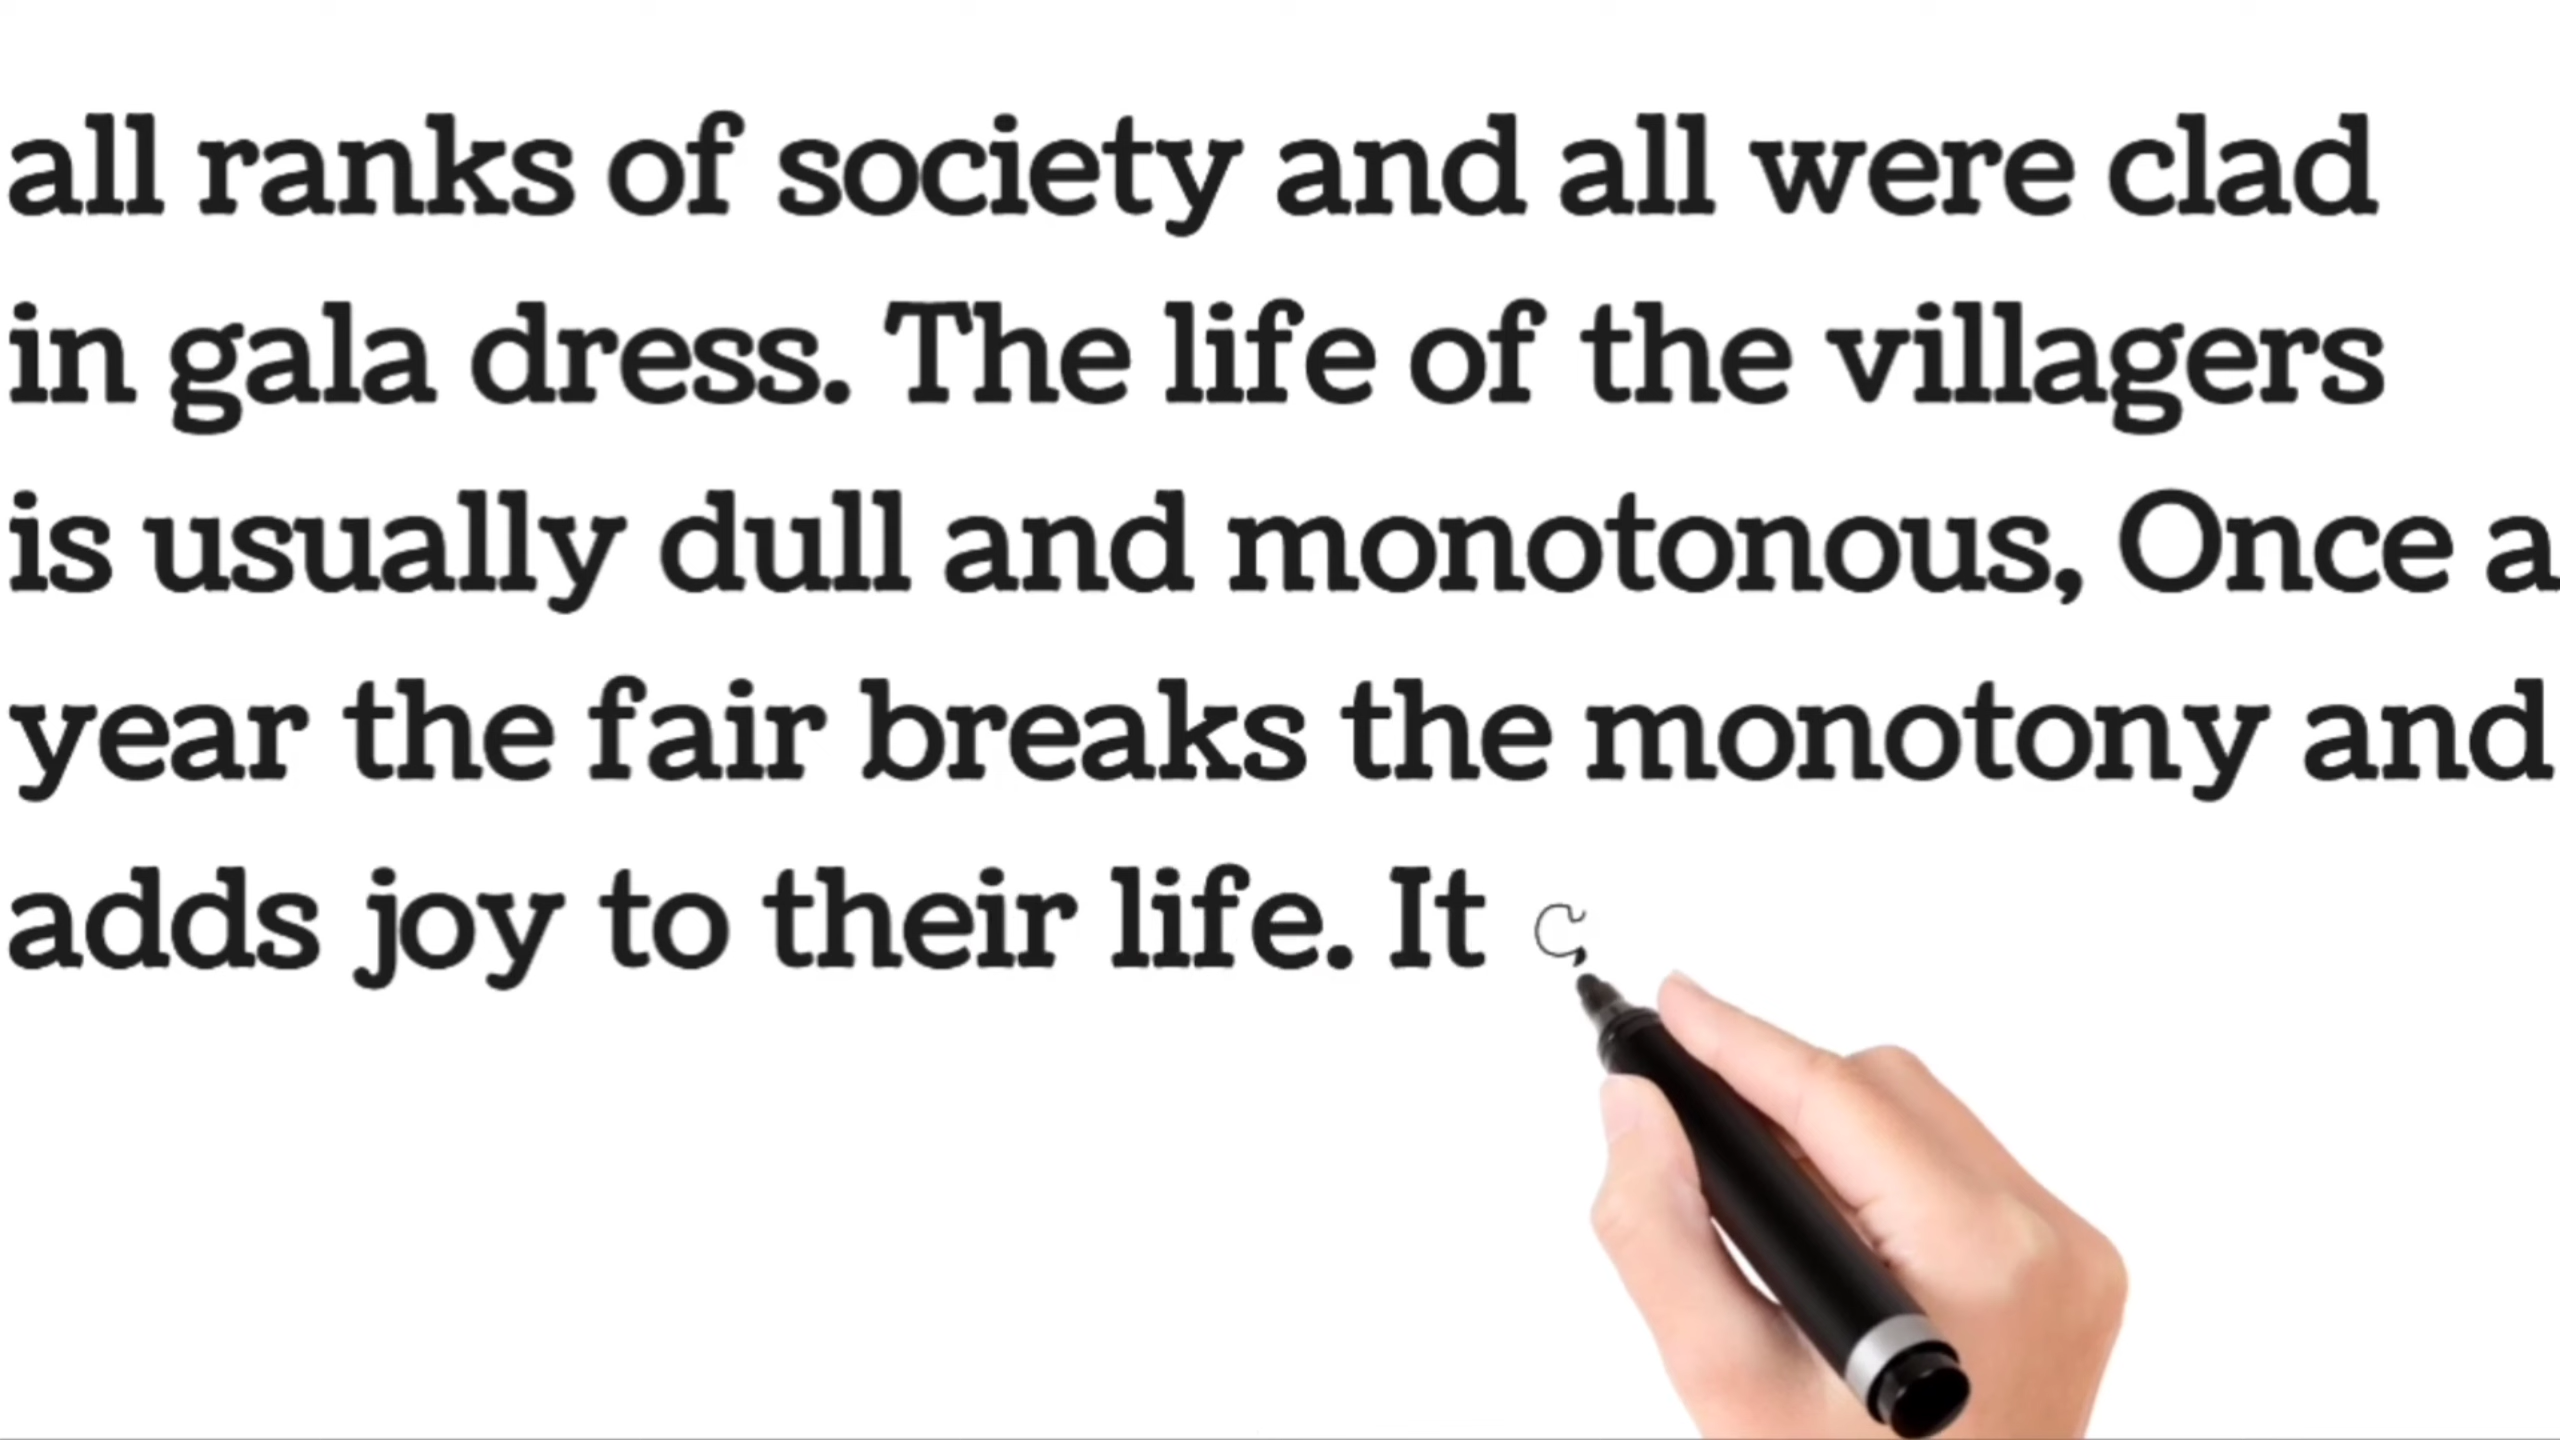 all ranks of society and all were clad
in gala dress. The life of the villagers
is usually dull and monotonous, Once a
year the fair breaks the monotony and
adds joy to their life. It